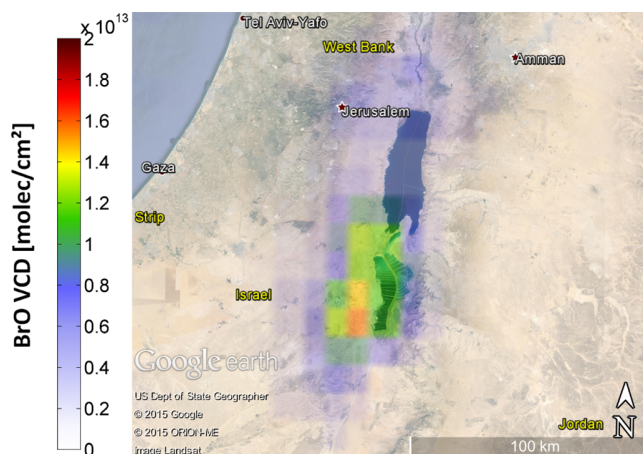 x 10¹³
2
1.8
1.6
1.4
1.2
1
0.8
0.6
0.4
0.2
0
BrO VCD [molec/cm²]
Tel Aviv-Yafo
West Bank
Amman
Jerusalem
Gaza
Strip
Israel
Google earth
US Dept of State Geographer
© 2015 Google
© 2015 ORION-ME
Image Landsat
Jordan
N
100 km